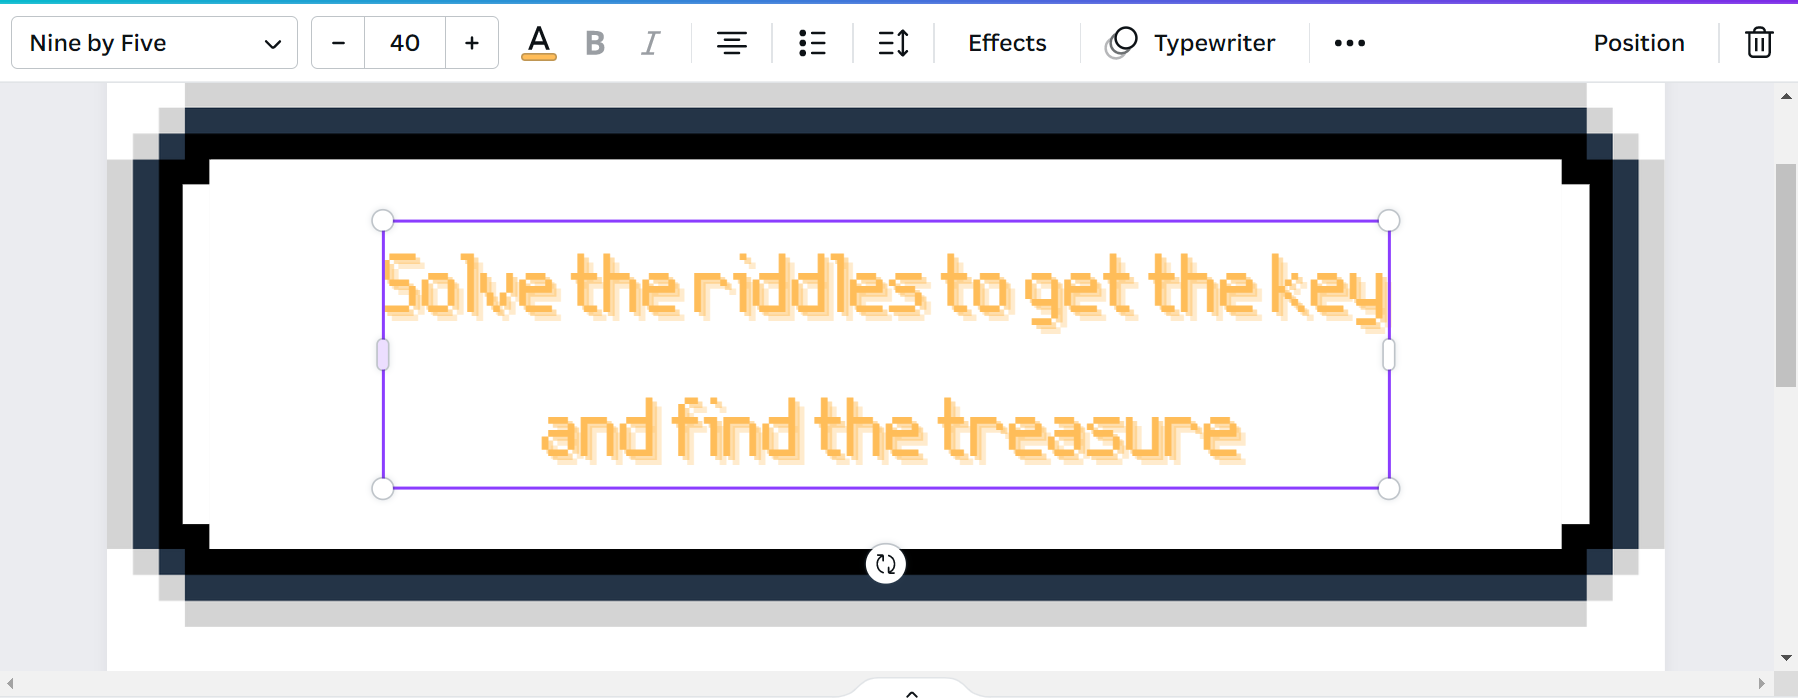 Nine by Five
- 40 +
A B I Effects Typewriter ••• Position
Solve the riddles to get the key
and find the treasure